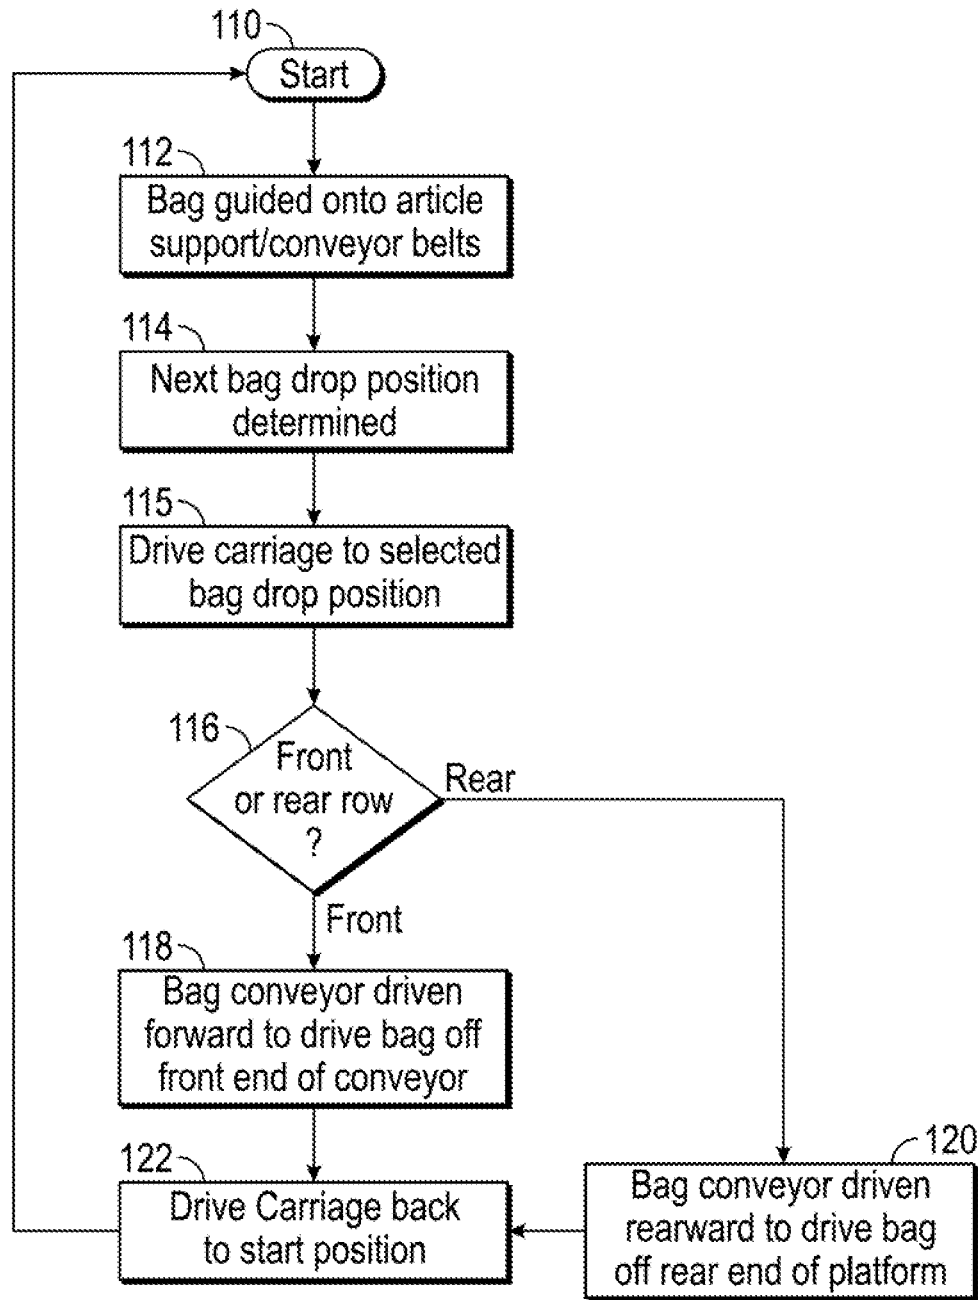 110
Start
112
Bag guided onto article
support/conveyor belts
114
Next bag drop position
determined
115
Drive carriage to selected
bag drop position
116
Front
or rear row
?
Rear
Front
118
Bag conveyor driven
forward to drive bag off
front end of conveyor
122
Drive Carriage back
to start position
120
Bag conveyor driven
rearward to drive bag
off rear end of platform